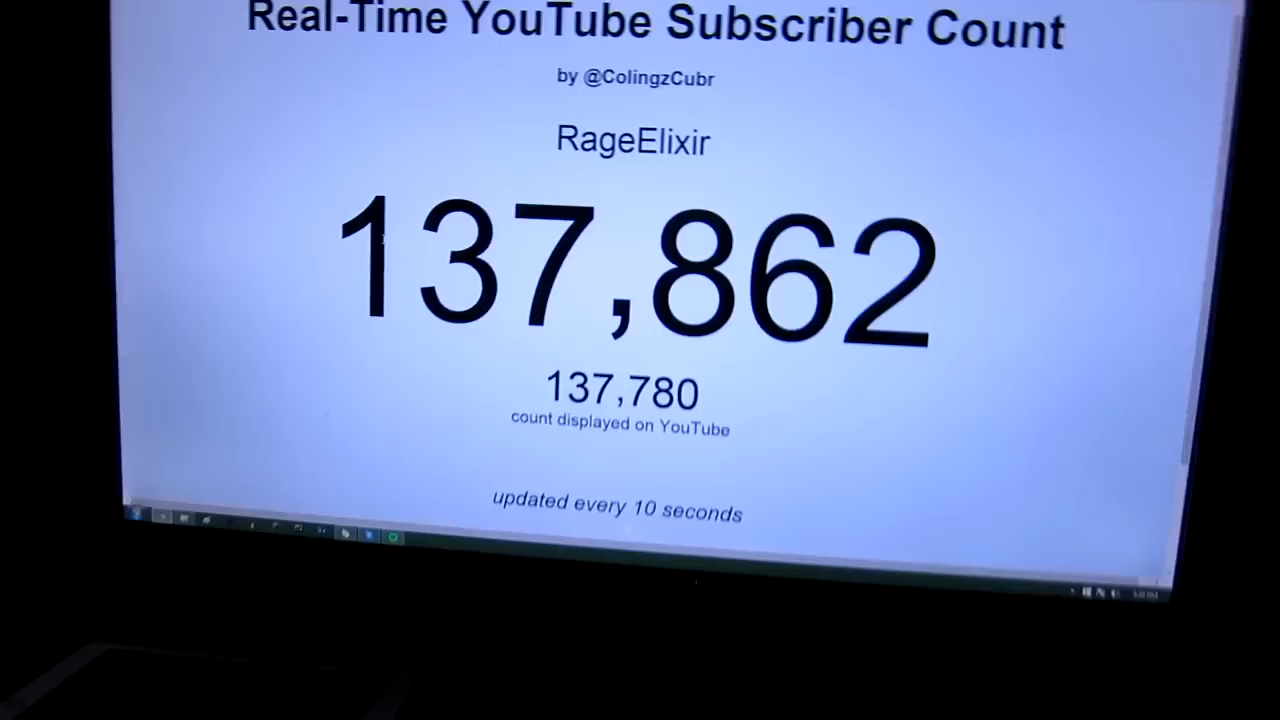 Real-Time YouTube Subscriber Count
by @ColingzCubr
RageElixir
137,862
137,780
count displayed on YouTube
updated every 10 seconds